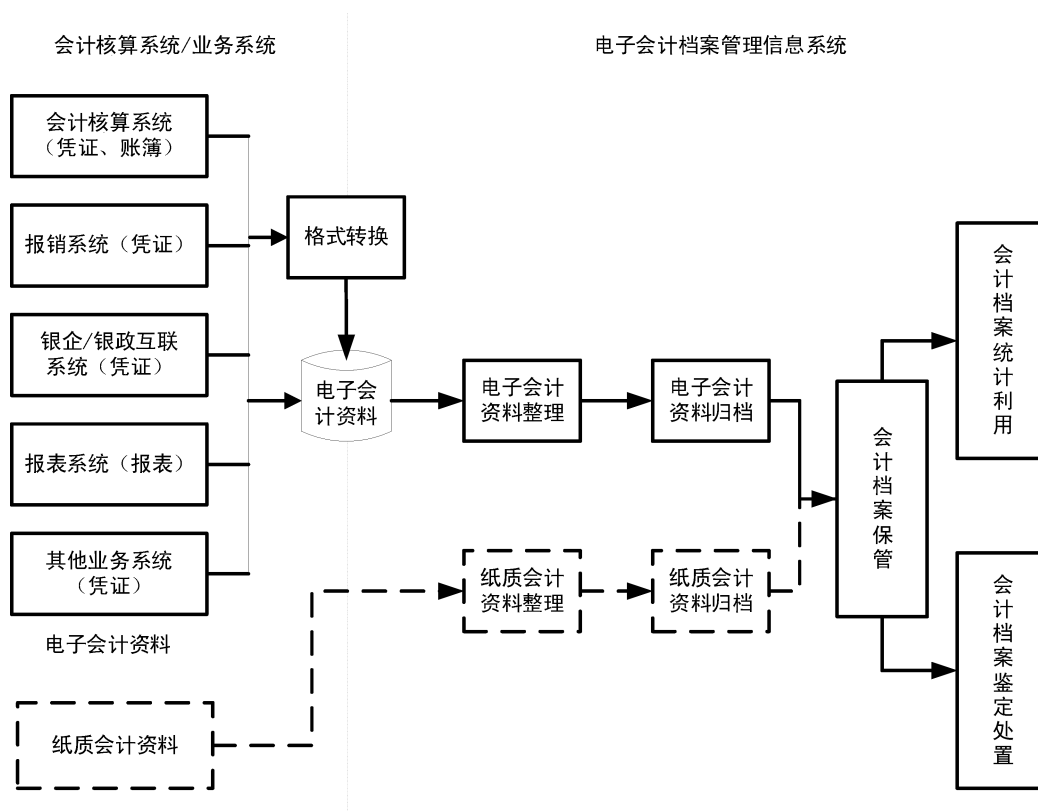 会计核算系统/业务系统
电子会计档案管理信息系统
会计核算系统
（凭证、账簿）
报销系统（凭证）
银企/银政互联
系统（凭证）
报表系统（报表）
其他业务系统
（凭证）
电子会计资料
纸质会计资料
格式转换
电子会
计资料
电子会计
资料整理
电子会计
资料归档
纸质会计
资料整理
纸质会计
资料归档
会计档案保管
会计档案统计利用
会计档案鉴定处置